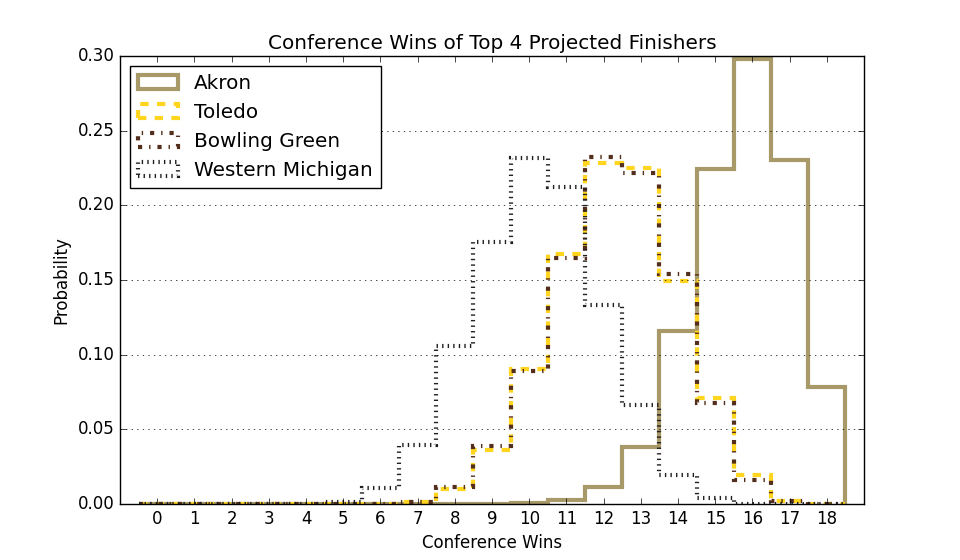 Conference Wins of Top 4 Projected Finishers
0.30
0.25
0.20
0.15
0.10
0.05
0.00
Probability
Akron
Toledo
Bowling Green
Western Michigan
0 1 2 3 4 5 6 7 8 9 10 11 12 13 14 15 16 17 18
Conference Wins